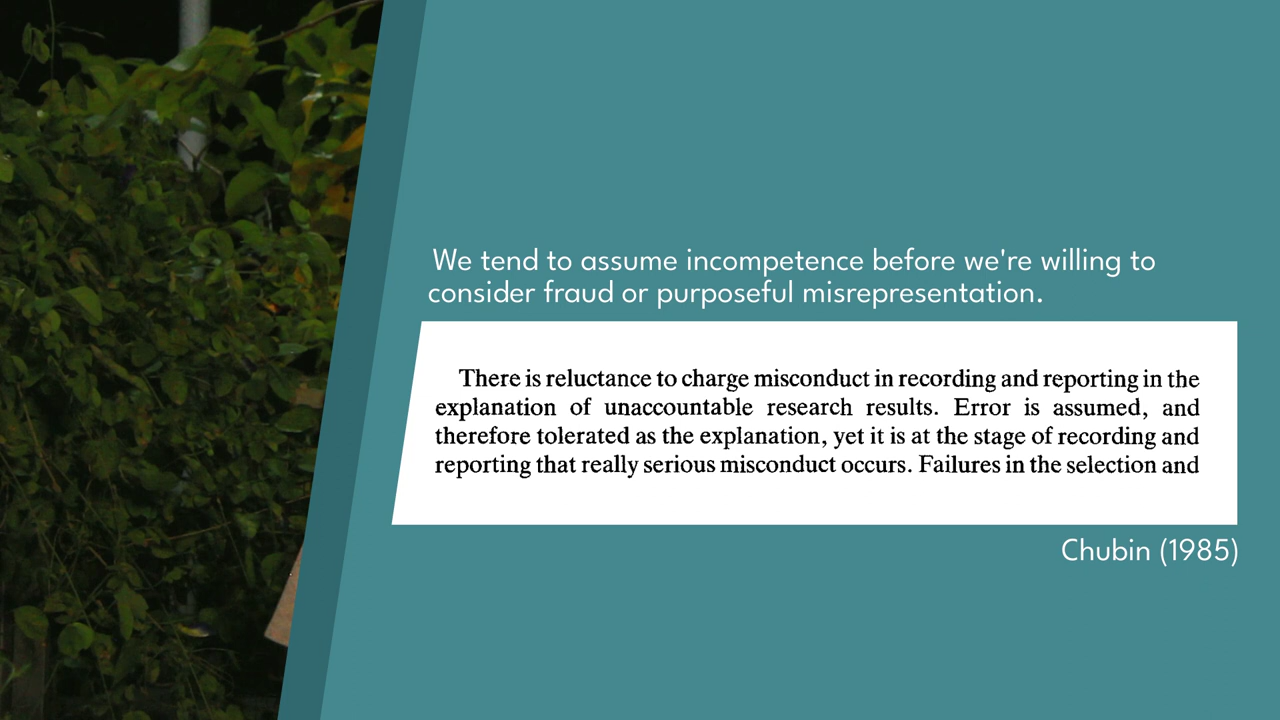 We tend to assume incompetence before we're willing to
consider fraud or purposeful misrepresentation.
There is reluctance to charge misconduct in recording and reporting in the
explanation of unaccountable research results. Error is assumed, and
therefore tolerated as the explanation, yet it is at the stage of recording and
reporting that really serious misconduct occurs. Failures in the selection and
Chubin (1985)